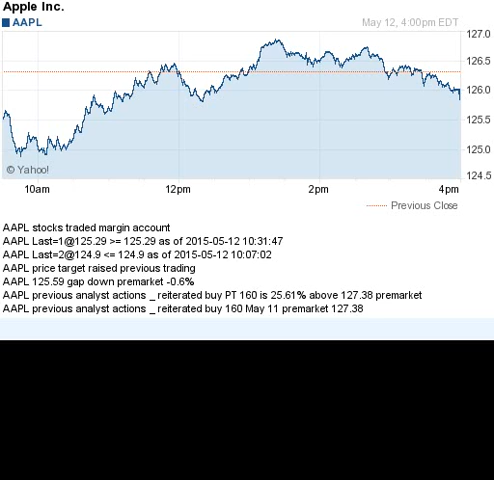 Apple Inc.
AAPL May 12, 4:00pm EDT
127.0
126.5
126.0
125.5
125.0
124.5
© Yahoo!
10am 12pm 2pm 4pm
Previous Close
AAPL stocks traded margin account
AAPL Last=1@125.29 >= 125.29 as of 2015-05-12 10:31:47
AAPL Last=2@124.9 <= 124.9 as of 2015-05-12 10:07:02
AAPL price target raised previous trading
AAPL 125.59 gap down premarket -0.6%
AAPL previous analyst actions _ reiterated buy PT 160 is 25.61% above 127.38 premarket
AAPL previous analyst actions _ reiterated buy 160 May 11 premarket 127.38